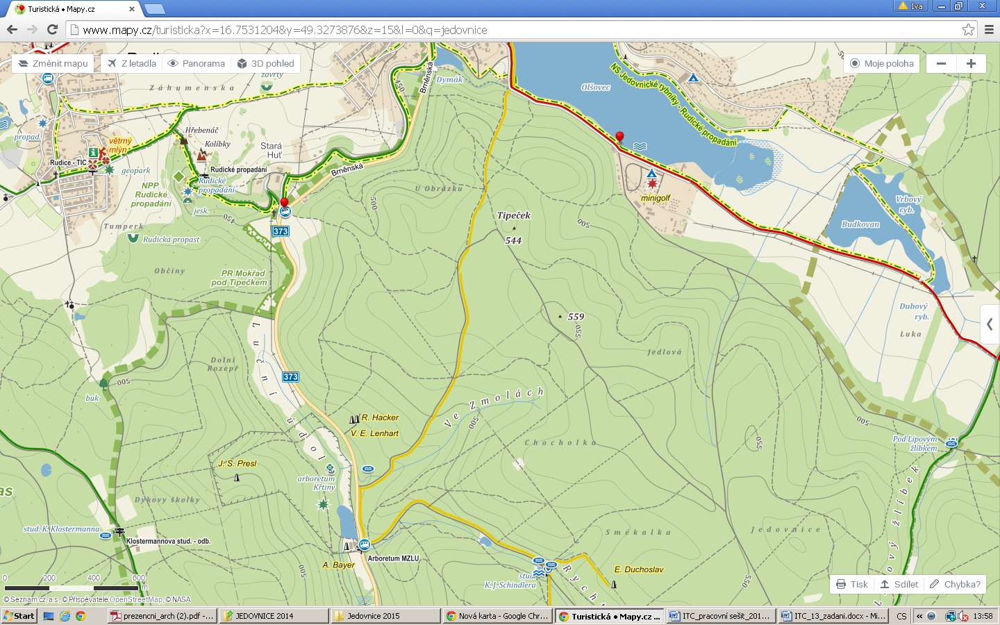 Turistická • Mapy.cz
Iva
www.mapy.cz/turisticka?x=16.7531204&y=49.3273876&z=15&l=0&q=jedovnice
Změnit mapu
Z letadla
Panorama
3D pohled
Moje poloha
závrty
Záhumenska
Brněnská
450
Dymák
Olšovec
NS Jedovnické rybníky - Rudické propadání
propad.
Hřebenáč
větrný
mlýn
Kolíbky
Stará
Huť
Rudice - TIC
geopark
Rudické propadání
Brněnská
Rudické
propadání
NPP
Rudické
propadání
jesk.
U Obrázku
minigolf
Vrbový
ryb.
Budkovan
500
450
Tumperk
373
Rudická propast
Tipeček
544
500
Občiny
PR Mokřad
pod Tipečkem
559
550
Dubový
ryb.
Luka
Jedlová
Luční údol
Dolní
Rozepř
373
500
buk
Ve Zmolách
500
R. Hacker
V. E. Lenhart
Chocholka
550
500
Pod Lipovým
žlíbkem
J. S. Presl
arboretum
Křtiny
as
Dykovy školky
stud. K. Klostermanna
Klostermannova stud. - odb.
Smékalka
Jedovnice
ový žlíbek
A. Bayer
Arboretum MZLU
500
stud.
K. J. Schindlera
Rych
E. Duchoslav
550
0 200 400 600
m
© Seznam.cz, a.s., © Přispěvatelé OpenStreetMap, © NASA
Tisk
Sdílet
Chybka?
Start
prezencni_arch (2).pdf -...
JEDOVNICE 2014
Jedovnice 2015
Nová karta - Google Chr...
Turistická • Mapy.cz ...
ITC_pracovní sešit_201...
ITC_13_zadani.docx - Mi...
CS
«
13:58